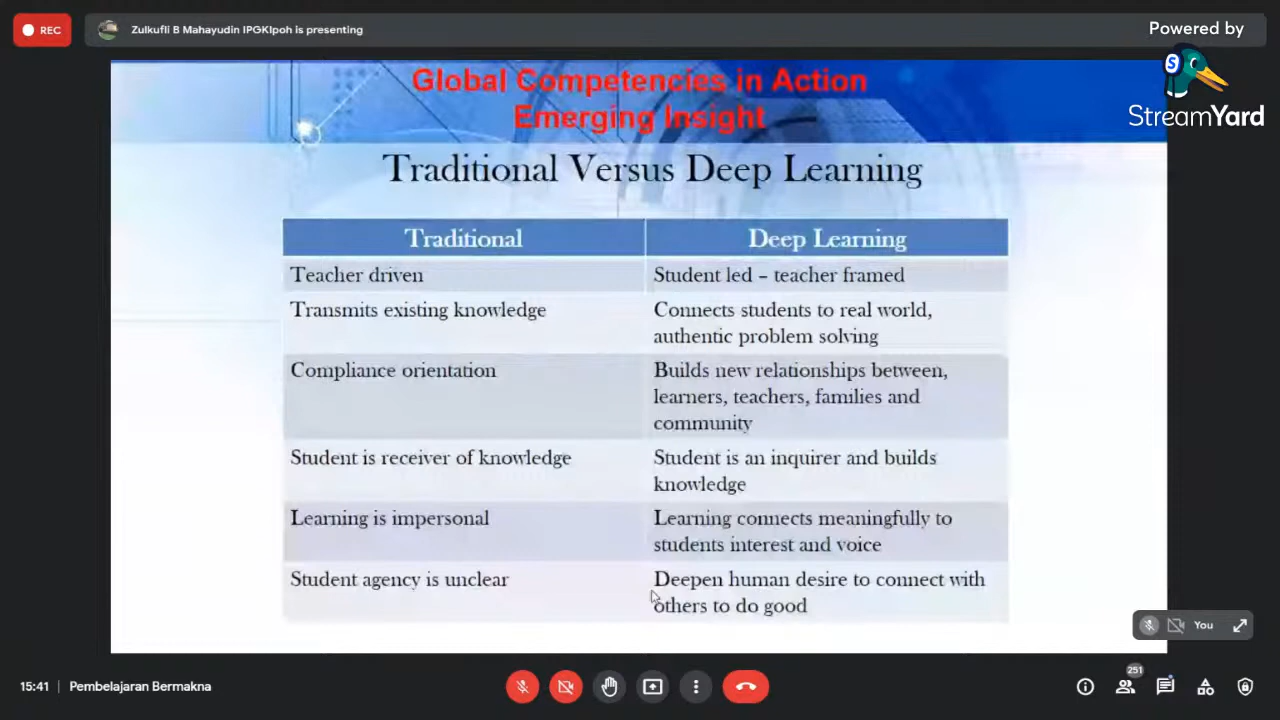 REC
Zulkufli B Mahayudin IPGKIpoh is presenting
Powered by
S
StreamYard
Global Competencies in Action
Emerging Insight
Traditional Versus Deep Learning
Traditional
Deep Learning
Teacher driven
Student led – teacher framed
Transmits existing knowledge
Connects students to real world,
authentic problem solving
Compliance orientation
Builds new relationships between,
learners, teachers, families and
community
Student is receiver of knowledge
Student is an inquirer and builds
knowledge
Learning is impersonal
Learning connects meaningfully to
students interest and voice
Student agency is unclear
Deepen human desire to connect with
others to do good
You
15:41 | Pembelajaran Bermakna
251